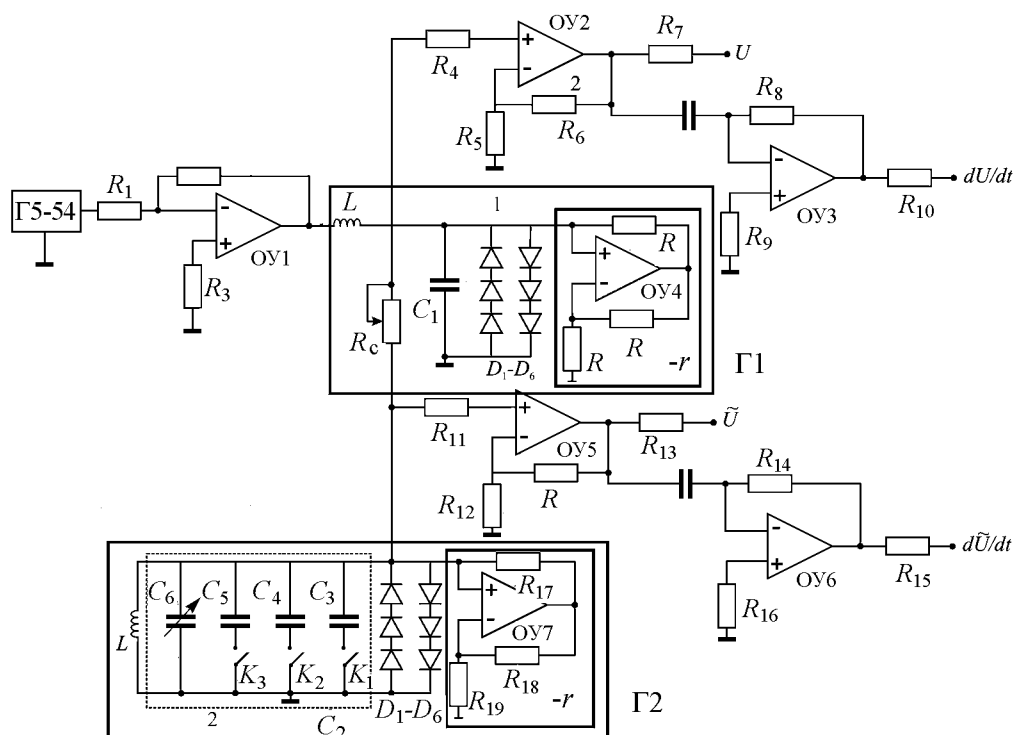 ОУ2
R7
U
R4
2
R5
R6
R8
Г5-54
R1
L
1
R
ОУ3
R10
dU/dt
R9
ОУ1
ОУ4
R3
C1
Rc
R
R
D1-D6
-r
Г1
R11
ОУ5
R13
Ũ
R12
R
R14
ОУ6
R15
dŨ/dt
R16
C6
C5
C4
C3
R17
L
ОУ7
K3
K2
K1
R18
R19
-r
Г2
2
C2
D1-D6